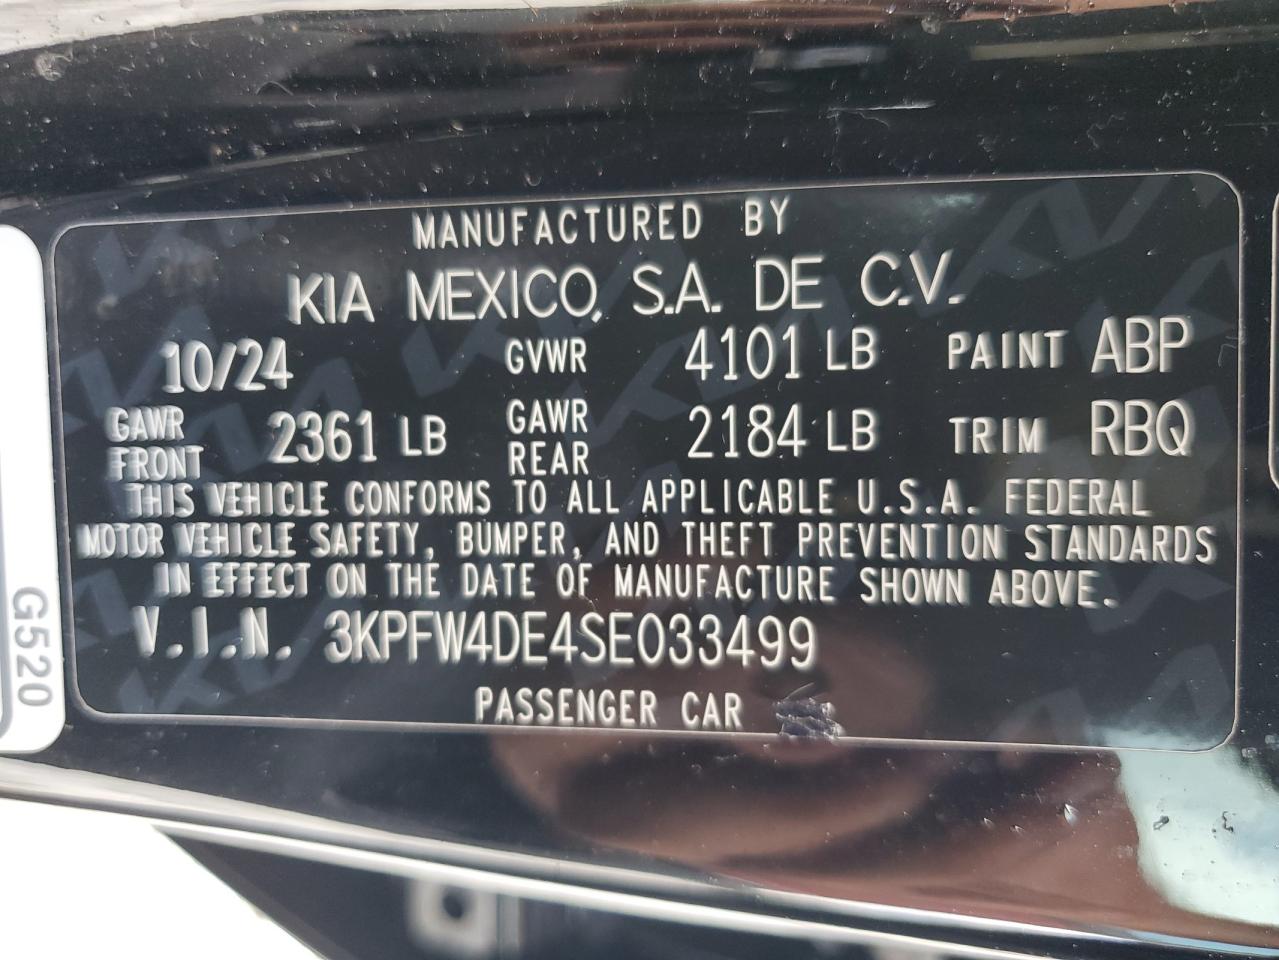 MANUFACTURED BY
KIA MEXICO, S.A. DE C.V.
10/24 GVWR 4101 LB PAINT ABP
GAWR FRONT 2361 LB GAWR REAR 2184 LB TRIM RBQ
THIS VEHICLE CONFORMS TO ALL APPLICABLE U.S.A. FEDERAL
MOTOR VEHICLE SAFETY, BUMPER, AND THEFT PREVENTION STANDARDS
IN EFFECT ON THE DATE OF MANUFACTURE SHOWN ABOVE.
V.I.N. 3KPFW4DE4SE033499
PASSENGER CAR
G520